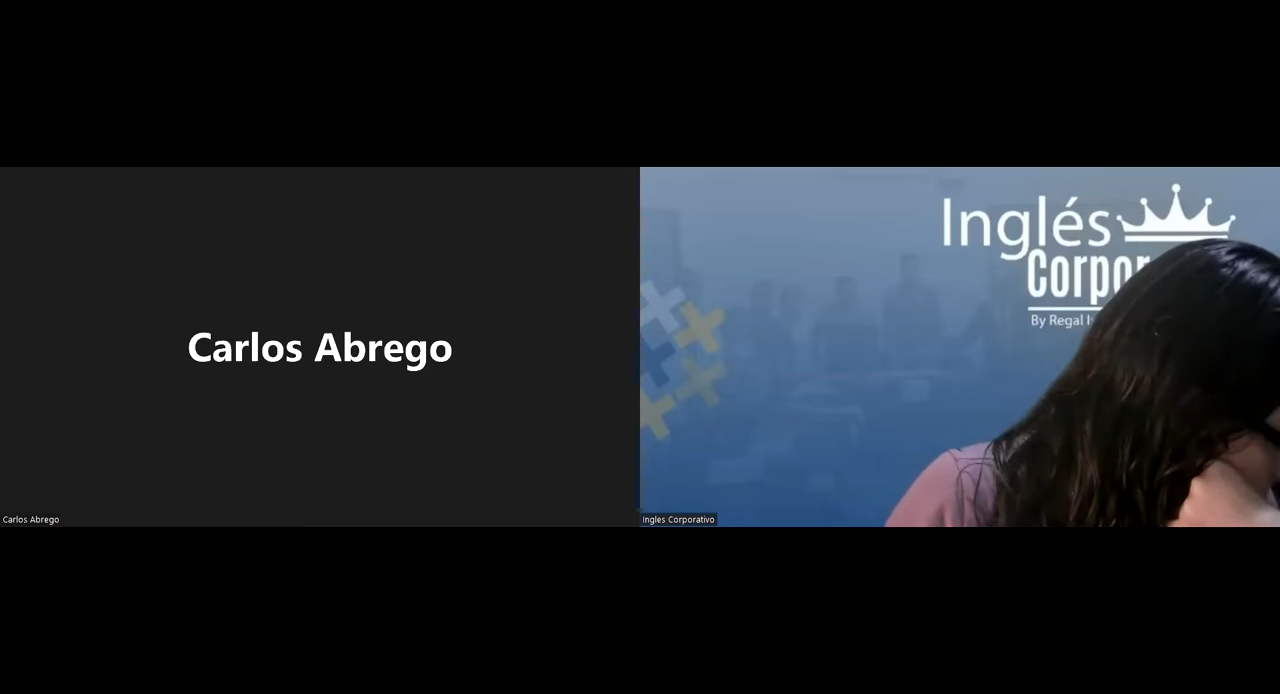 Carlos Abrego
Carlos Abrego
Inglés
Corpor
By Regal
Ingles Corporativo